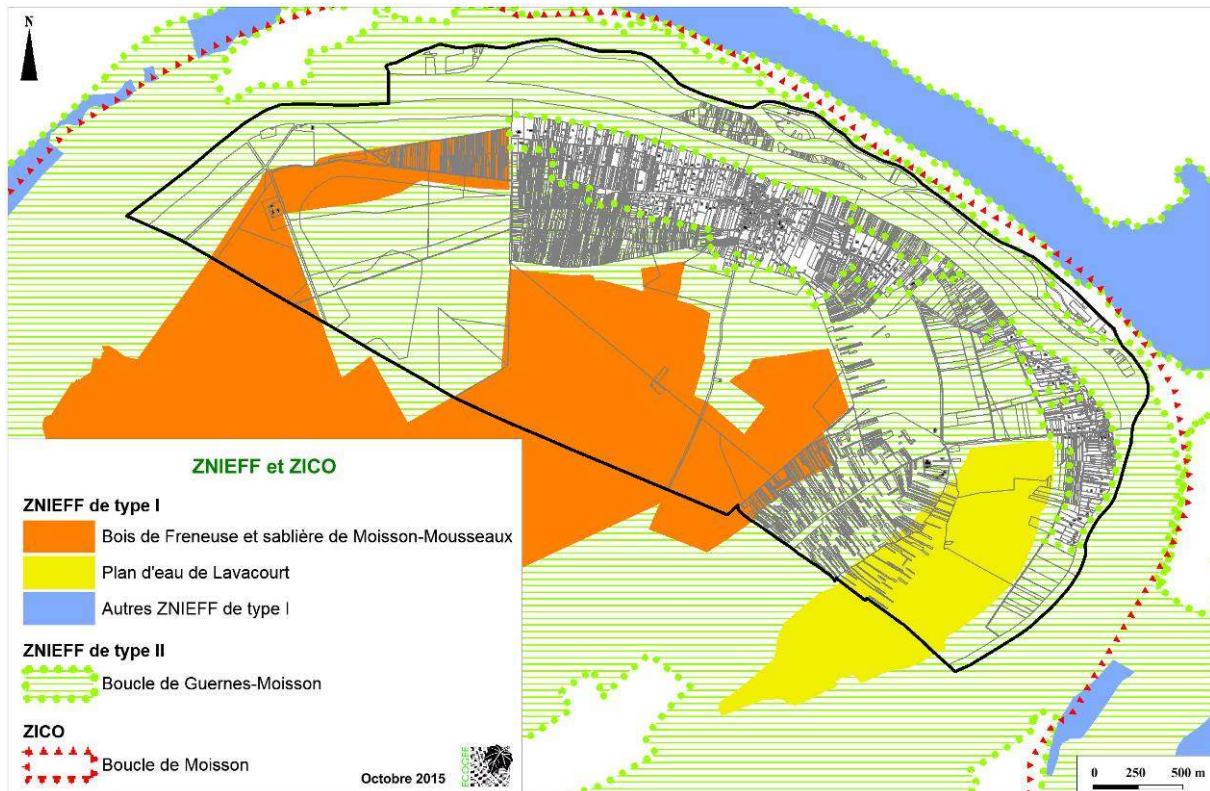 N
ZNIEFF et ZICO
ZNIEFF de type I
Bois de Freneuse et sablière de Moisson-Mousseaux
Plan d'eau de Lavacourt
Autres ZNIEFF de type I
ZNIEFF de type II
Boucle de Guernes-Moisson
ZICO
Boucle de Moisson
Octobre 2015
0 250 500 m